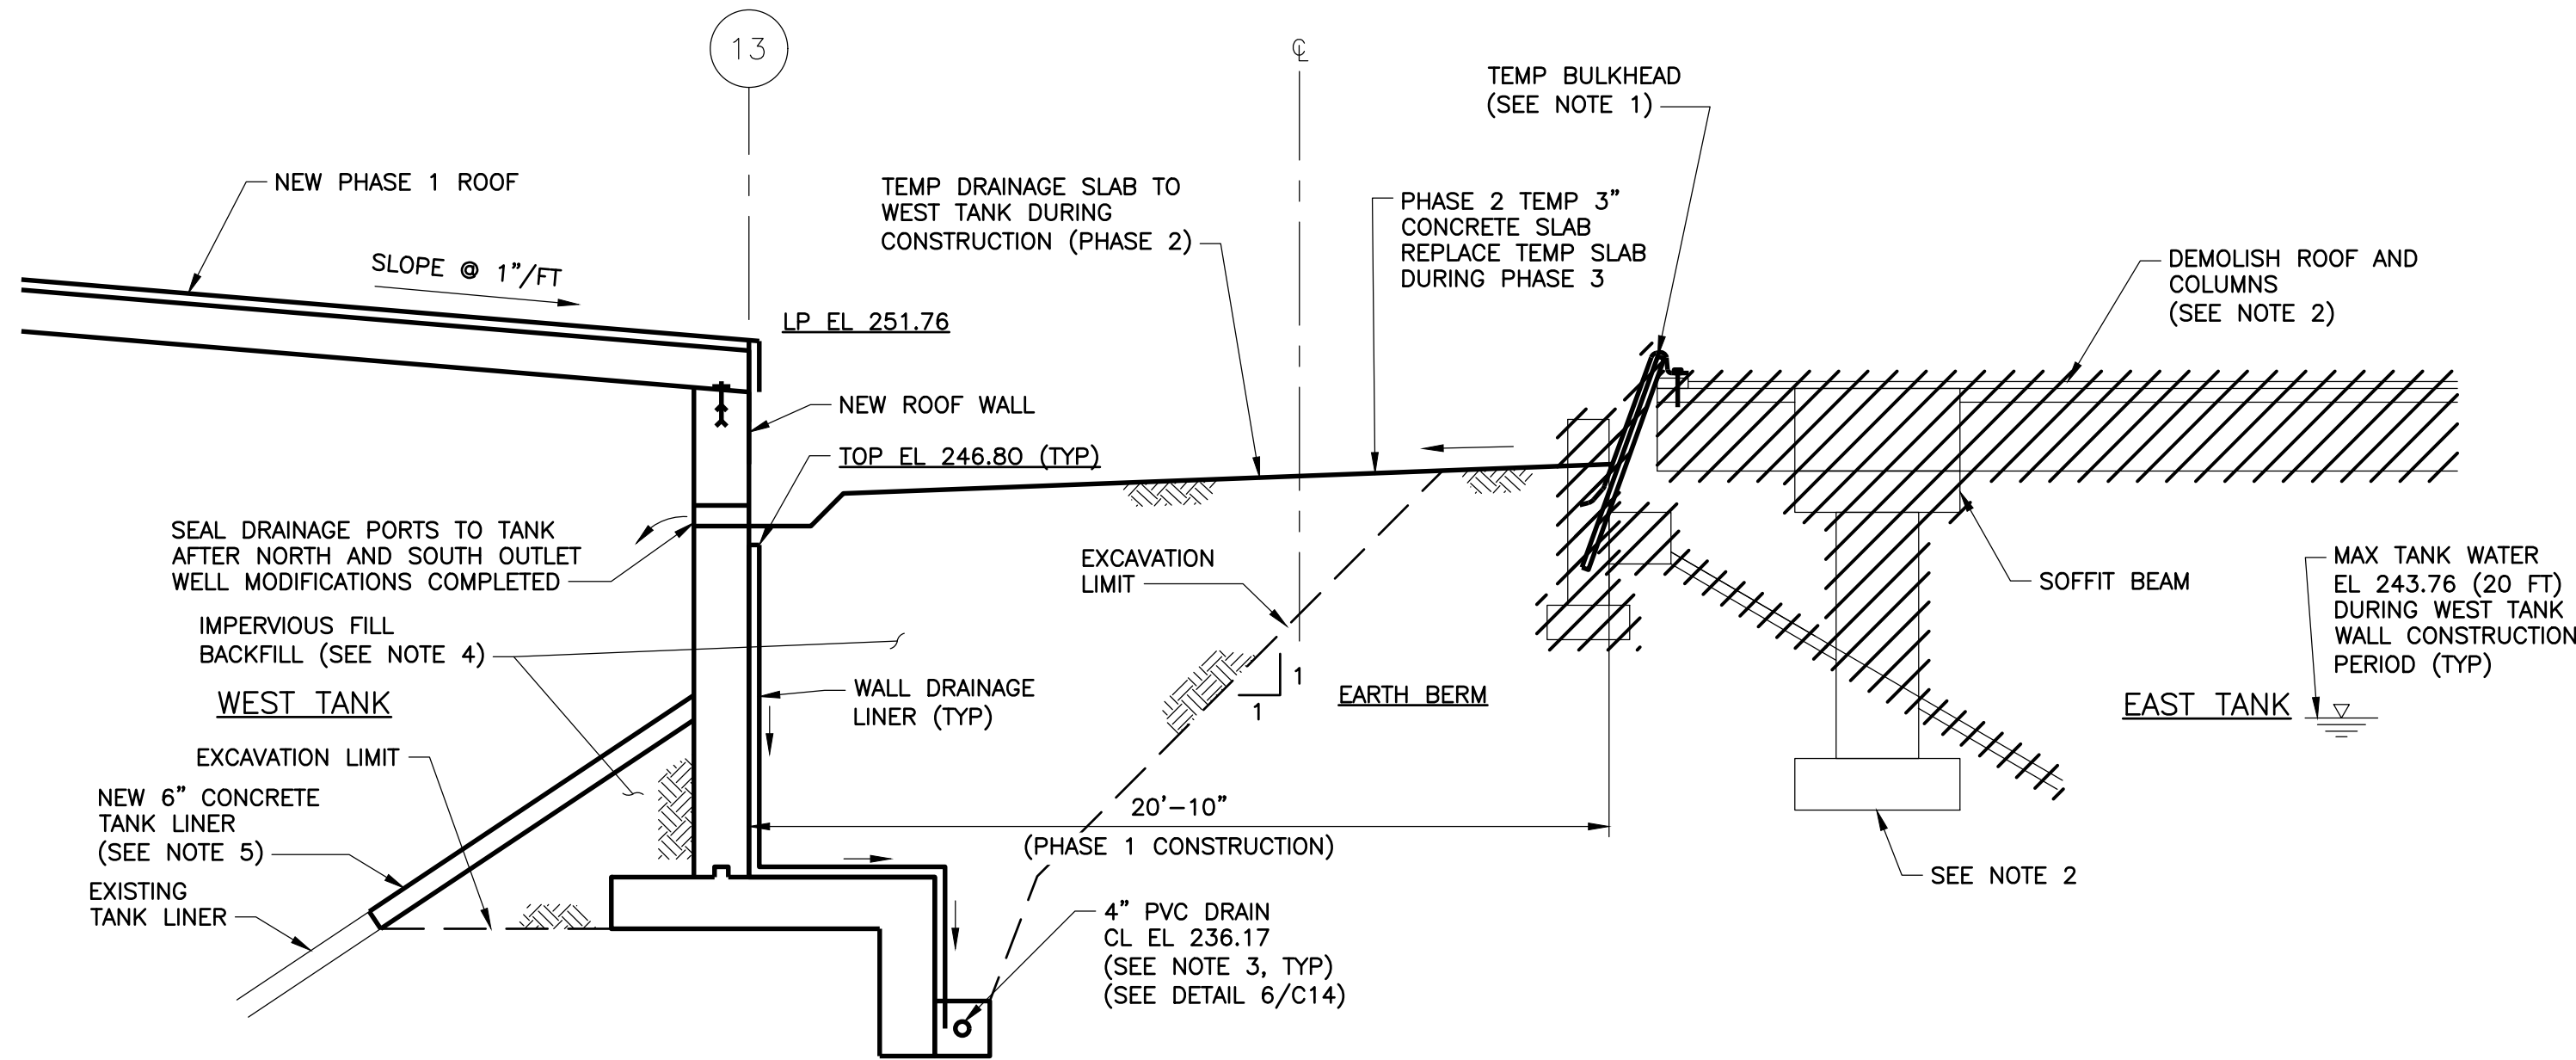 13
℄
TEMP BULKHEAD
(SEE NOTE 1)
NEW PHASE 1 ROOF
TEMP DRAINAGE SLAB TO
WEST TANK DURING
CONSTRUCTION (PHASE 2)
PHASE 2 TEMP 3"
CONCRETE SLAB
REPLACE TEMP SLAB
DURING PHASE 3
DEMOLISH ROOF AND
COLUMNS
(SEE NOTE 2)
SLOPE @ 1"/FT
LP EL 251.76
NEW ROOF WALL
TOP EL 246.80 (TYP)
SEAL DRAINAGE PORTS TO TANK
AFTER NORTH AND SOUTH OUTLET
WELL MODIFICATIONS COMPLETED
EXCAVATION
LIMIT
SOFFIT BEAM
MAX TANK WATER
EL 243.76 (20 FT)
DURING WEST TANK
WALL CONSTRUCTION
PERIOD (TYP)
IMPERVIOUS FILL
BACKFILL (SEE NOTE 4)
WEST TANK
WALL DRAINAGE
LINER (TYP)
1
1
EARTH BERM
EAST TANK
EXCAVATION LIMIT
NEW 6" CONCRETE
TANK LINER
(SEE NOTE 5)
20'-10"
(PHASE 1 CONSTRUCTION)
EXISTING
TANK LINER
SEE NOTE 2
4" PVC DRAIN
CL EL 236.17
(SEE NOTE 3, TYP)
(SEE DETAIL 6/C14)